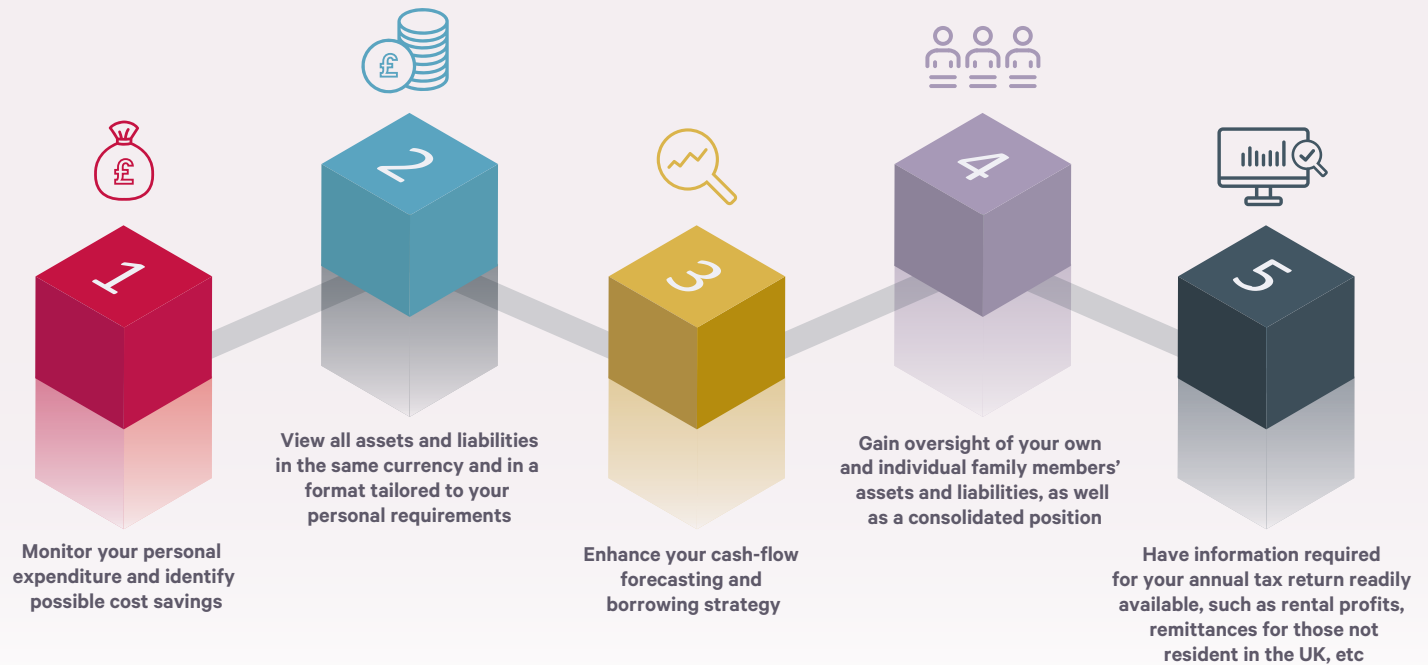 £
1
Monitor your personal
expenditure and identify
possible cost savings
£
2
View all assets and liabilities
in the same currency and in a
format tailored to your
personal requirements
3
Enhance your cash-flow
forecasting and
borrowing strategy
4
Gain oversight of your own
and individual family members’
assets and liabilities, as well
as a consolidated position
5
Have information required
for your annual tax return readily
available, such as rental profits,
remittances for those not
resident in the UK, etc